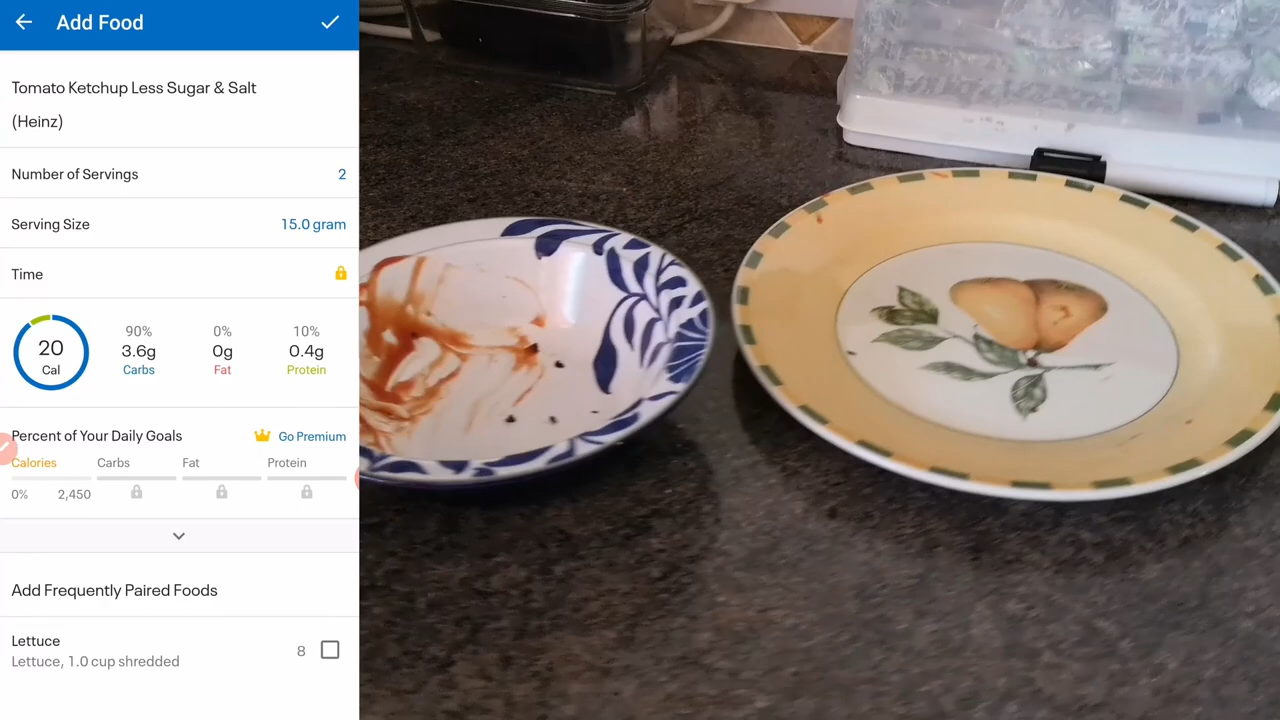 Add Food
Tomato Ketchup Less Sugar & Salt
(Heinz)
Number of Servings 2
Serving Size 15.0 gram
Time
90% 0% 10%
20 3.6g 0g 0.4g
Cal Carbs Fat Protein
Percent of Your Daily Goals Go Premium
Calories Carbs Fat Protein
0% 2,450
Add Frequently Paired Foods
Lettuce 8
Lettuce, 1.0 cup shredded